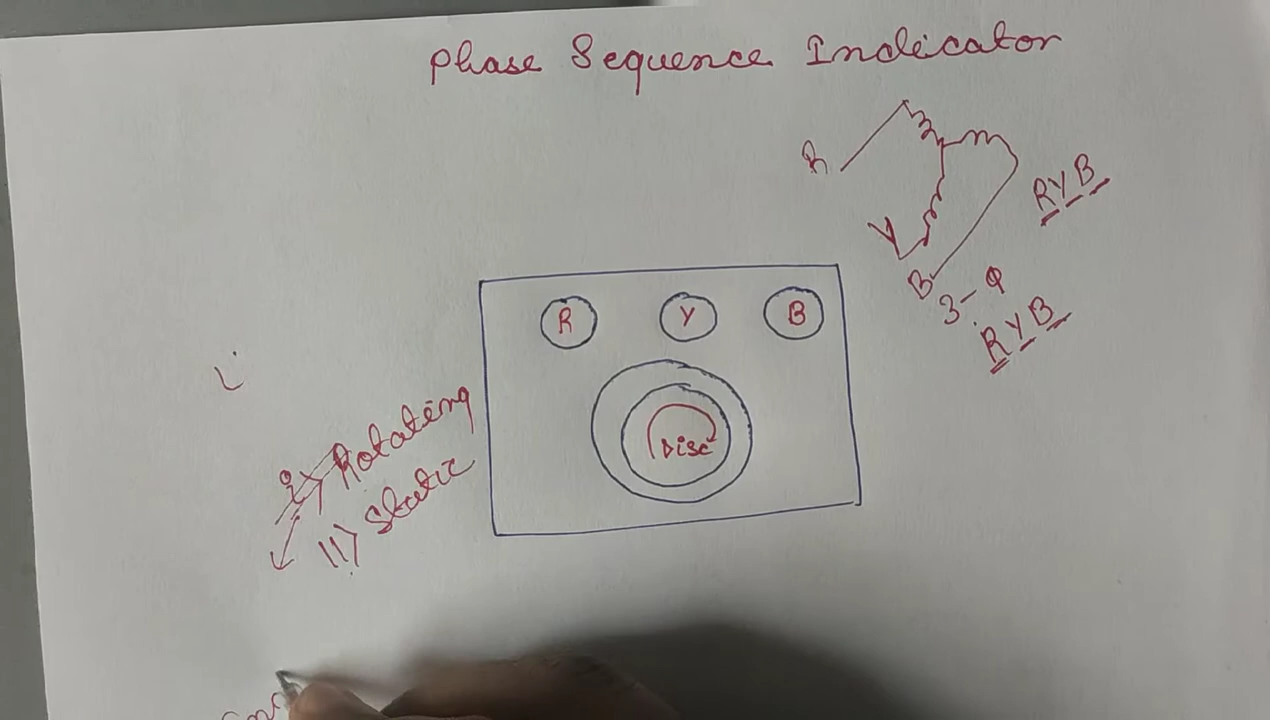 Phase Sequence Indicator
R
Y
B
RYB
3-φ
RYB
R Y B
Disc
i) Rotating
ii) Static